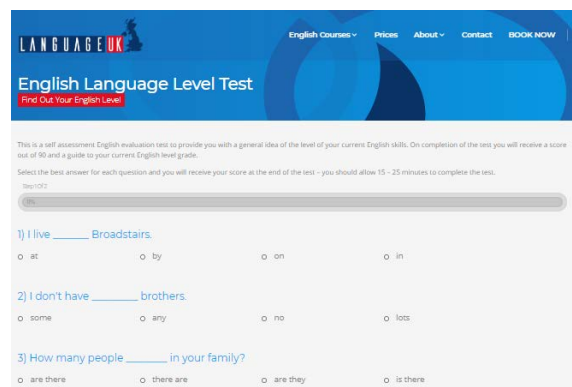 LANGUAGE UK
English Courses Prices About Contact BOOK NOW
English Language Level Test
Find Out Your English Level
This is a self assessment English evaluation test to provide you with a general idea of the level of your current English skills. On completion of the test you will receive a score
out of 90 and a guide to your current English level grade.
Select the best answer for each question and you will receive your score at the end of the test – you should allow 15 – 25 minutes to complete the test.
0%
1) I live ______ Broadstairs.
at by on in
2) I don't have ________ brothers.
some any no lots
3) How many people _______ in your family?
are there there are are they is there